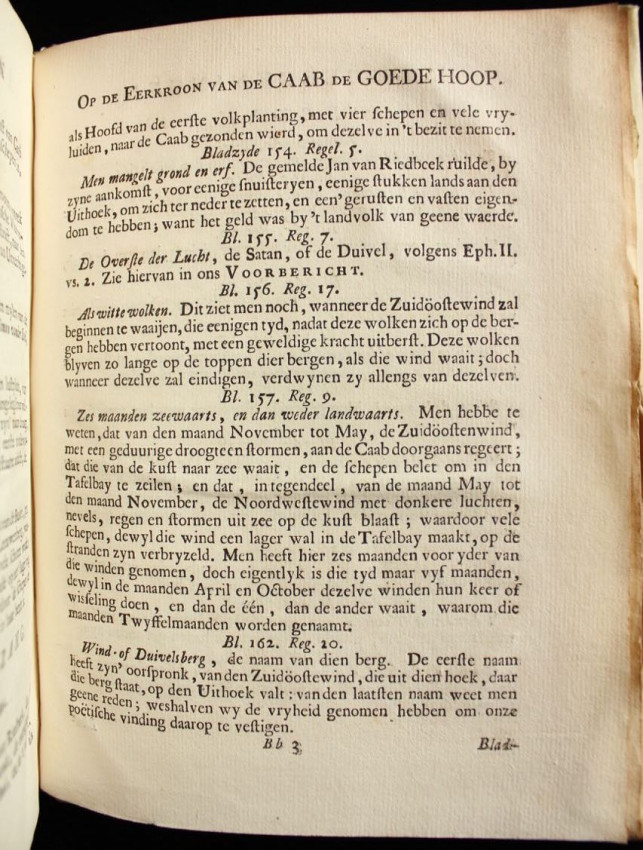 OP DE EERKROON VAN DE CAAB DE GOEDE HOOP.
als Hoofd van de eerſte volkplanting, met vier ſchepen en vele vry-
luiden, naar de Caab gezonden wierd, om dezelve in 't bezit te nemen.
Bladzyde 154. Regel. 5.
Men mangelt grond en erf. De gemelde Jan van Riedbeek ruilde, by
zyne aankomſt, voor eenige ſnuiſteryen, eenige ſtukken lands aan den
Uithoek, om zich ter neder te zetten, en een' geruſten en vaſten eigen-
dom te hebben; want het geld was by 't landvolk van geene waerde.
Bl. 155. Reg. 7.
De Overſte der Lucht, de Satan, of de Duivel, volgens Eph. II.
vs. 2. Zie hiervan in ons VOORBERICHT.
Bl. 156. Reg. 17.
Als witte wolken. Dit ziet men noch, wanneer de Zuidöoſtewind zal
beginnen te waaijen, die eenigen tyd, nadat deze wolken zich op de ber-
gen hebben vertoont, met een geweldige kracht uitberſt. Deze wolken
blyven zo lange op de toppen dier bergen, als die wind waait; doch
wanneer dezelve zal eindigen, verdwynen zy allengs van dezelven.
Bl. 157. Reg. 9.
Zes maanden zeewaarts, en dan weder landwaarts. Men hebbe te
weten, dat van den maand November tot May, de Zuidöoſtenwind,
met een geduurige droogte en ſtormen, aan de Caab doorgaans regeert;
dat die van de kuſt naar zee waait, en de ſchepen belet om in den
Tafelbay te zeilen; en dat, in tegendeel, van de maand May tot
den maand November, de Noordweſtewind met donkere luchten,
nevels, regen en ſtormen uit zee op de kuſt blaaſt; waardoor vele
ſchepen, dewyl die wind een lager wal in de Tafelbay maakt, op de
ſtranden zyn verbryzeld. Men heeft hier zes maanden voor yder van
die winden genomen, doch eigentlyk is die tyd maar vyf maanden,
dewyl in de maanden April en October dezelve winden hun keer of
wiſſeling doen, en dan de één, dan de ander waait, waarom die
maanden Twyffelmaanden worden genaamt.
Bl. 162. Reg. 20.
Wind- of Duivelsberg, de naam van dien berg. De eerſte naam
heeft zyn' oorſpronk, van den Zuidöoſtewind, die uit dien hoek, daar
die berg ſtaat, op den Uithoek valt: van den laatſten naam weet men
geene reden; weshalven wy de vryheid genomen hebben om onze
poëtiſche vinding daarop te veſtigen.
Bb 3
Blad-